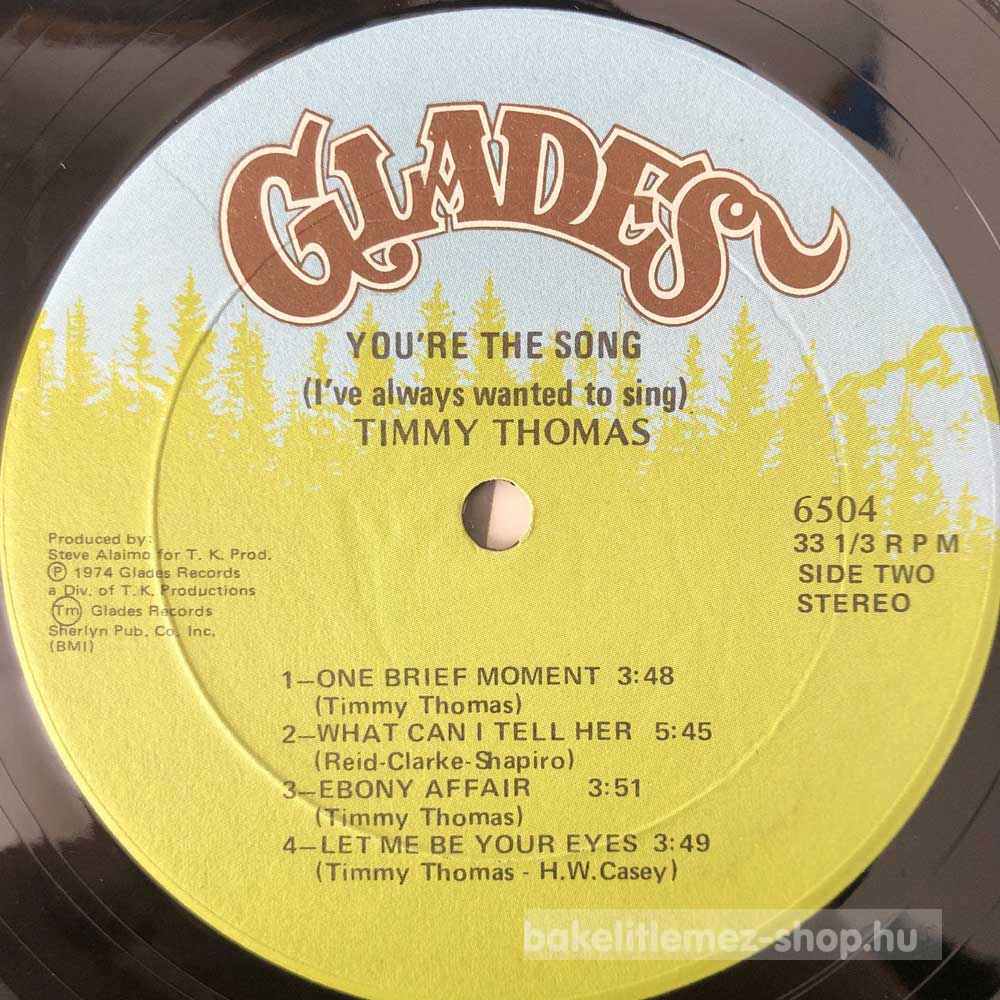 GLADES
YOU'RE THE SONG
(I've always wanted to sing)
TIMMY THOMAS
6504
33 1/3 R P M
SIDE TWO
STEREO
Produced by:
Steve Alaimo for T. K. Prod.
Ⓟ 1974 Glades Records
a Div. of T. K. Productions
Tm Glades Records
Sherlyn Pub. Co. Inc.
(BMI)
1—ONE BRIEF MOMENT 3:48
(Timmy Thomas)
2—WHAT CAN I TELL HER 5:45
(Reid-Clarke-Shapiro)
3—EBONY AFFAIR 3:51
(Timmy Thomas)
4—LET ME BE YOUR EYES 3:49
(Timmy Thomas - H.W.Casey)
bakelitlemez-shop.hu